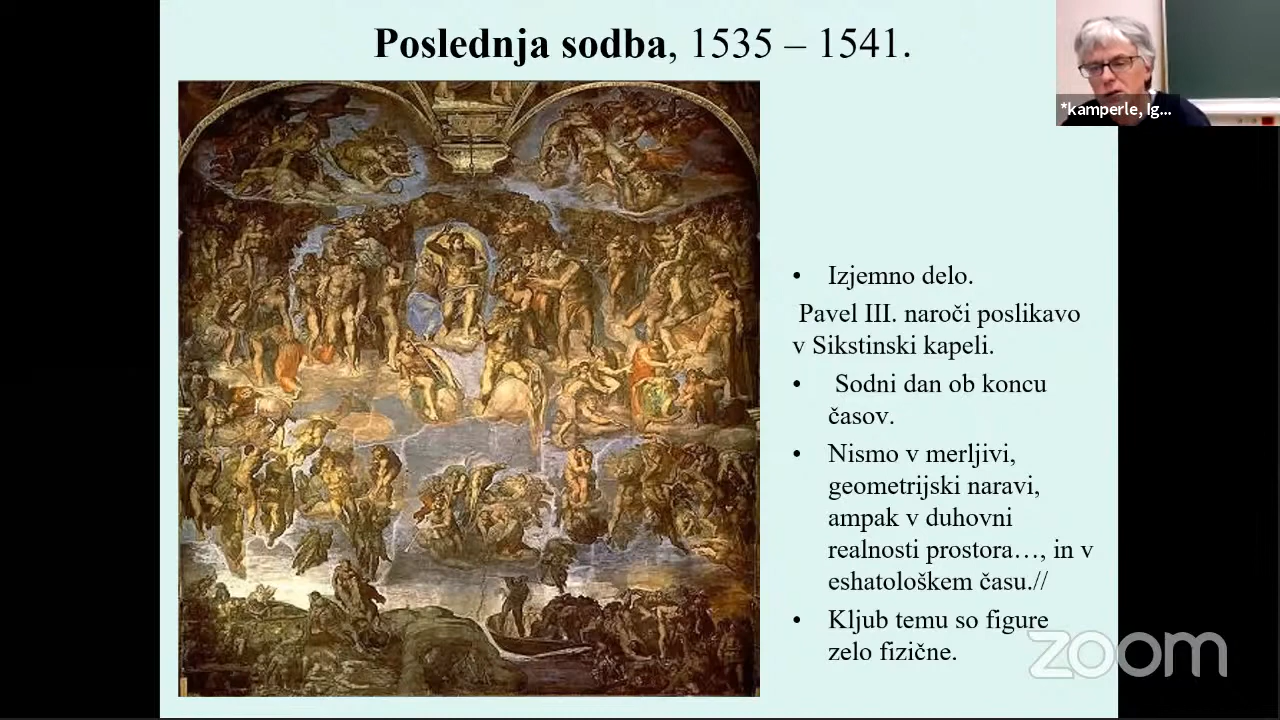 Poslednja sodba, 1535 – 1541.
*kamperle, Ig...
• Izjemno delo.
Pavel III. naroči poslikavo
v Sikstinski kapeli.
• Sodni dan ob koncu
časov.
• Nismo v merljivi,
geometrijski naravi,
ampak v duhovni
realnosti prostora…, in v
eshatološkem času.//
• Kljub temu so figure
zelo fizične.
zoom